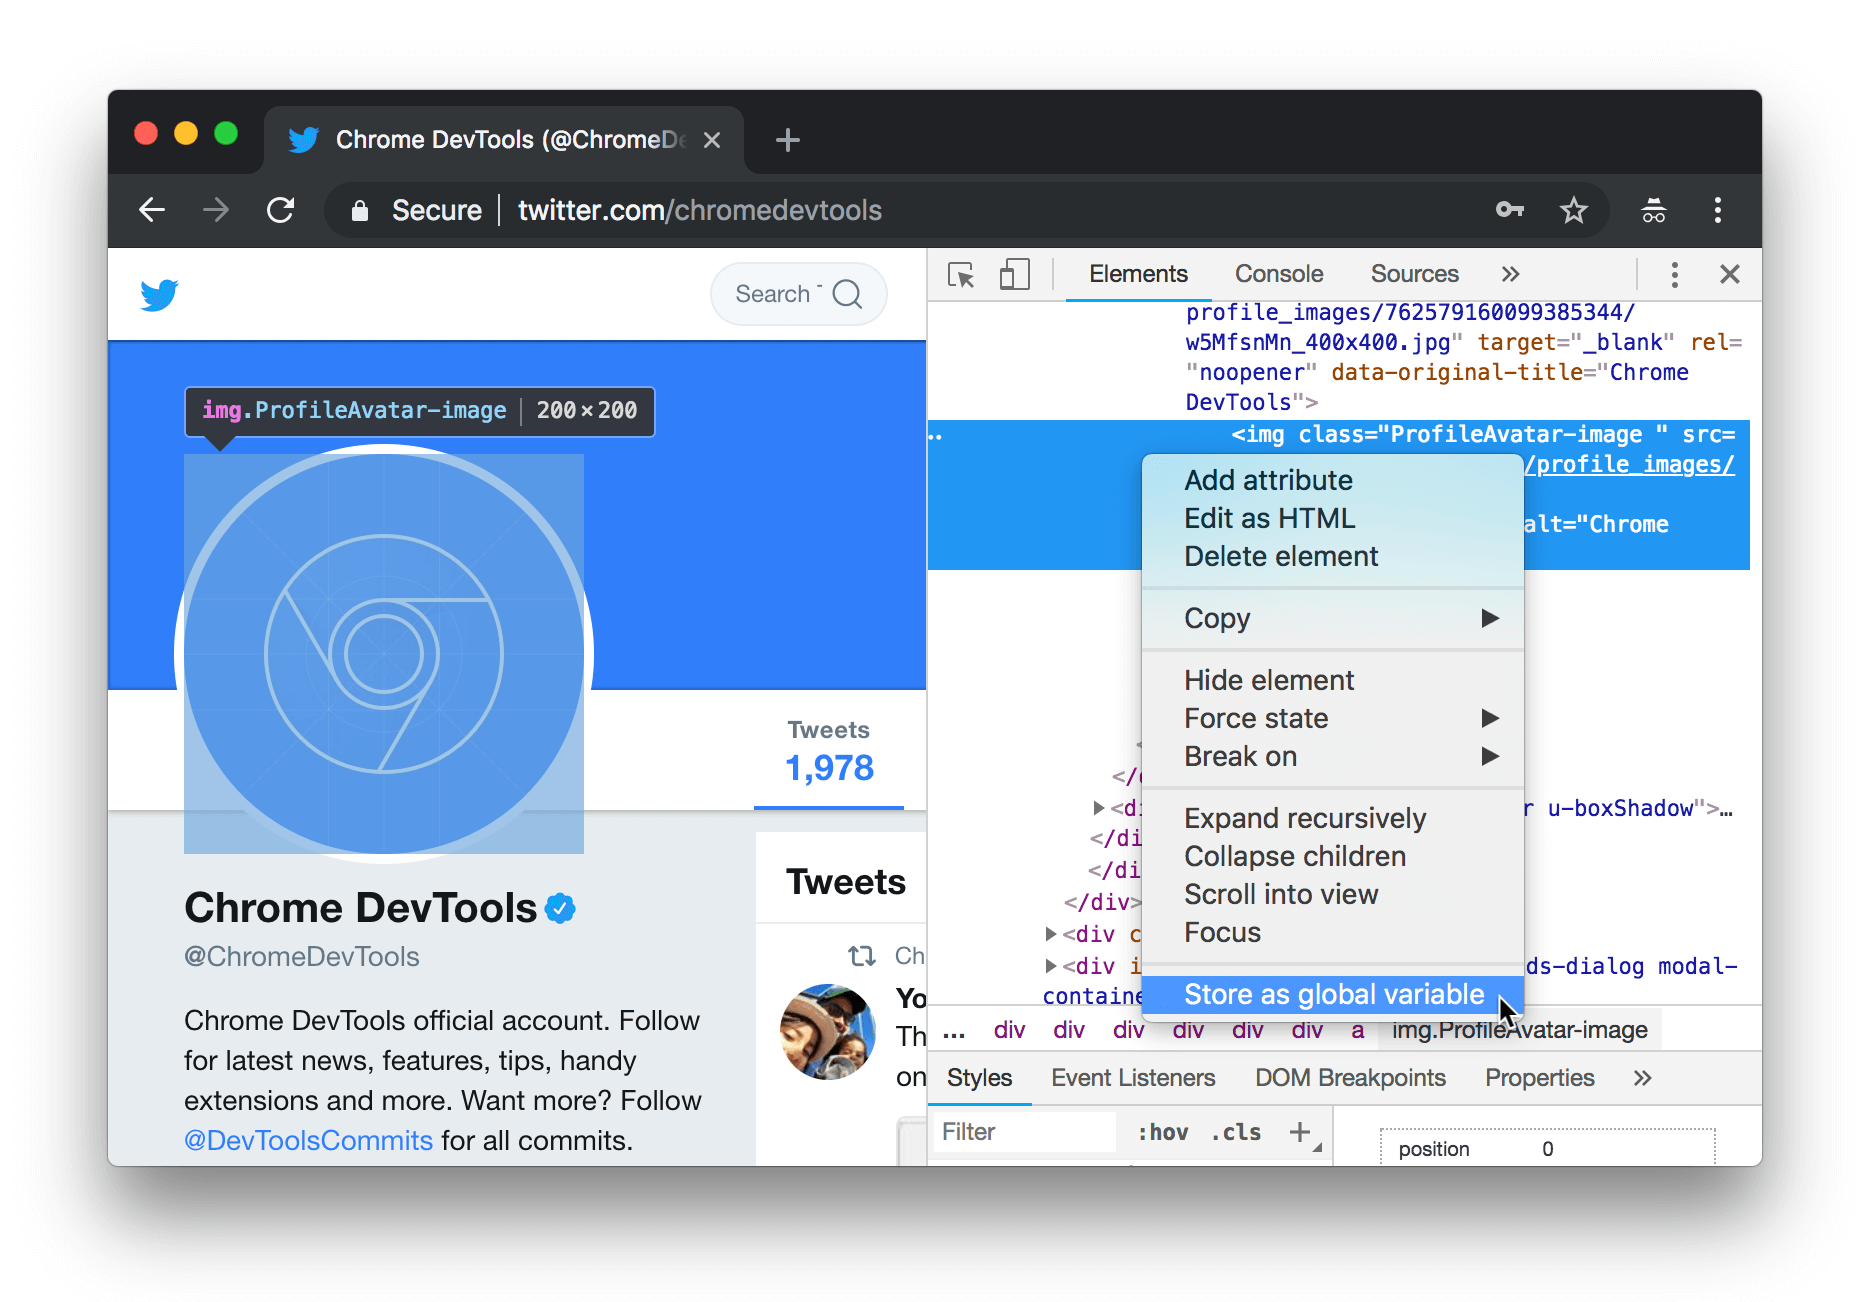 Chrome DevTools (@ChromeDe
Secure
twitter.com/chromedevtools
Search
img.ProfileAvatar-image
200×200
Tweets
1,978
Chrome DevTools
@ChromeDevTools
Chrome DevTools official account. Follow
for latest news, features, tips, handy
extensions and more. Want more? Follow
@DevToolsCommits for all commits.
Tweets
Ch
Yo
Th
on
Elements Console Sources »
profile_images/762579160099385344/
w5MfsnMn_400x400.jpg" target="_blank" rel=
"noopener" data-original-title="Chrome
DevTools">
<img class="ProfileAvatar-image " src=
/profile_images/
alt="Chrome
Add attribute
Edit as HTML
Delete element
Copy
Hide element
Force state
Break on
Expand recursively
Collapse children
Scroll into view
Focus
Store as global variable
<
</
<di
r u-boxShadow">…
</di
</di
</div>
<div c
<div i
ds-dialog modal-
containe
... div div div div div div a img.ProfileAvatar-image
Styles Event Listeners DOM Breakpoints Properties »
Filter :hov .cls +
position 0